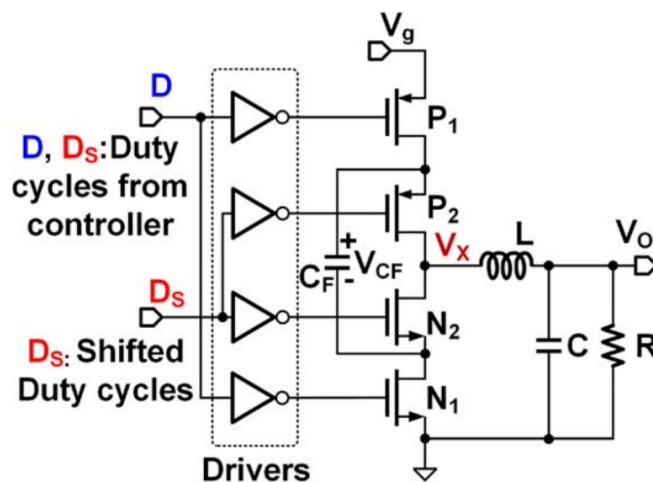 Vg
D
P1
D, DS:Duty
cycles from
controller
P2
VX
L
VO
+
CF
VCF
-
DS
N2
C
R
DS: Shifted
Duty cycles
N1
Drivers